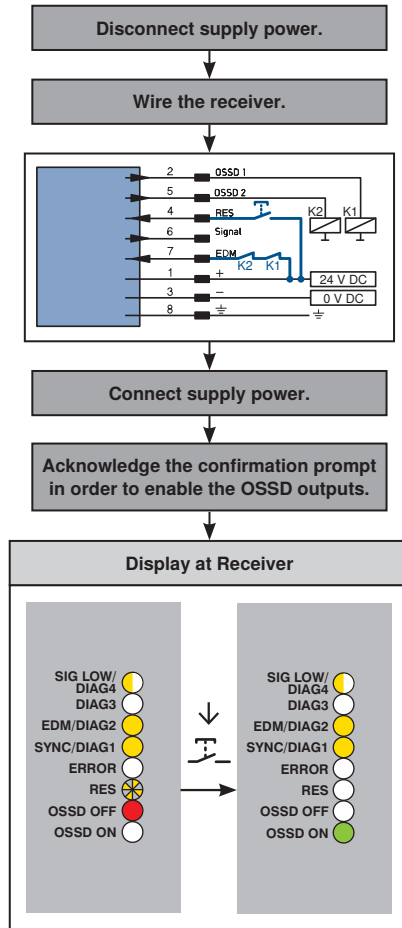 Disconnect supply power.
Wire the receiver.
2 OSSD 1
5 OSSD 2
4 RES
K2 K1
6 Signal
7 EDM
K2 K1
1 +
24 V DC
3 –
0 V DC
8
Connect supply power.
Acknowledge the confirmation prompt
in order to enable the OSSD outputs.
Display at Receiver
SIG LOW/
DIAG4
DIAG3
EDM/DIAG2
SYNC/DIAG1
ERROR
RES
OSSD OFF
OSSD ON
SIG LOW/
DIAG4
DIAG3
EDM/DIAG2
SYNC/DIAG1
ERROR
RES
OSSD OFF
OSSD ON